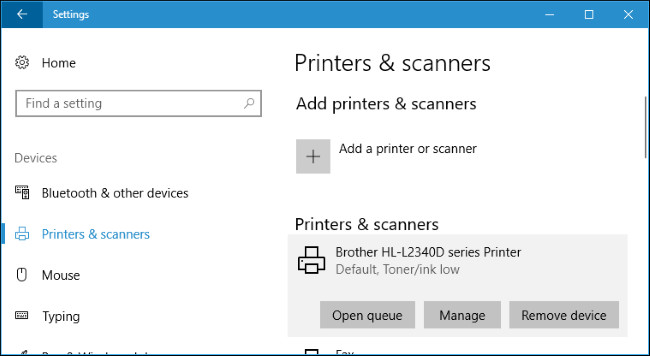 Settings
Home
Find a setting
Devices
Bluetooth & other devices
Printers & scanners
Mouse
Typing
Printers & scanners
Add printers & scanners
Add a printer or scanner
Printers & scanners
Brother HL-L2340D series Printer
Default, Toner/ink low
Open queue Manage Remove device